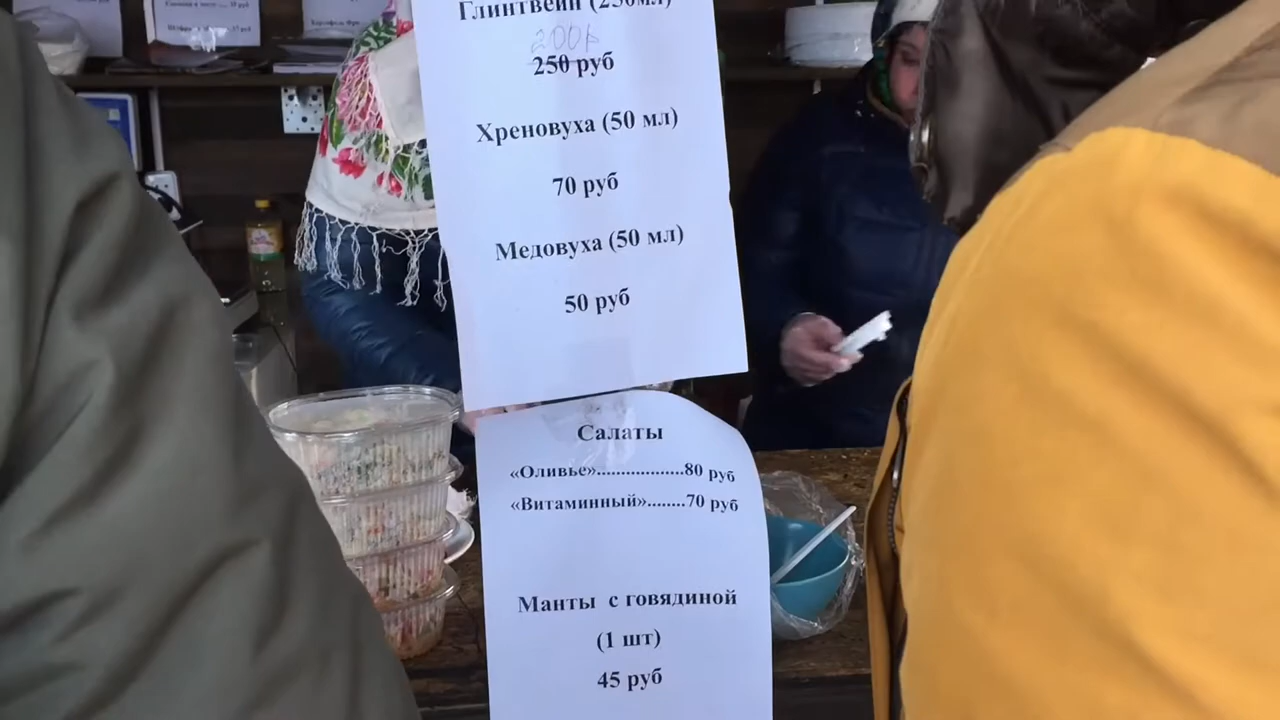 Глинтвейн (250мл)
200р
250 руб
Хреновуха (50 мл)
70 руб
Медовуха (50 мл)
50 руб
Салаты
«Оливье»..................80 руб
«Витаминный»........70 руб
Манты с говядиной
(1 шт)
45 руб